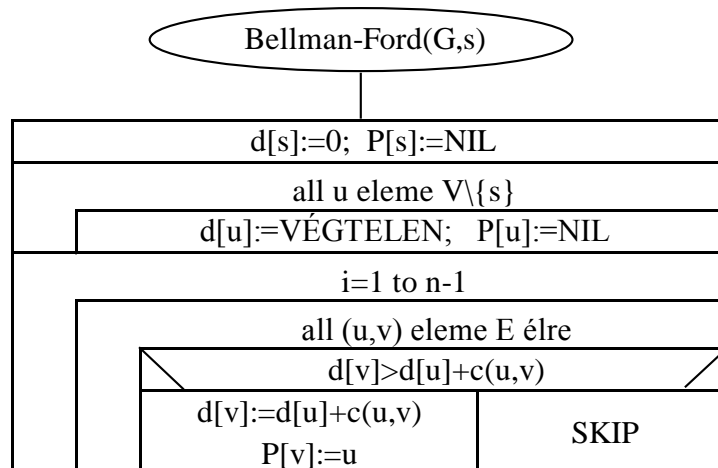 Bellman-Ford(G,s)
d[s]:=0; P[s]:=NIL
all u eleme V\{s}
d[u]:=VÉGTELEN; P[u]:=NIL
i=1 to n-1
all (u,v) eleme E élre
d[v]>d[u]+c(u,v)
d[v]:=d[u]+c(u,v)
P[v]:=u
SKIP